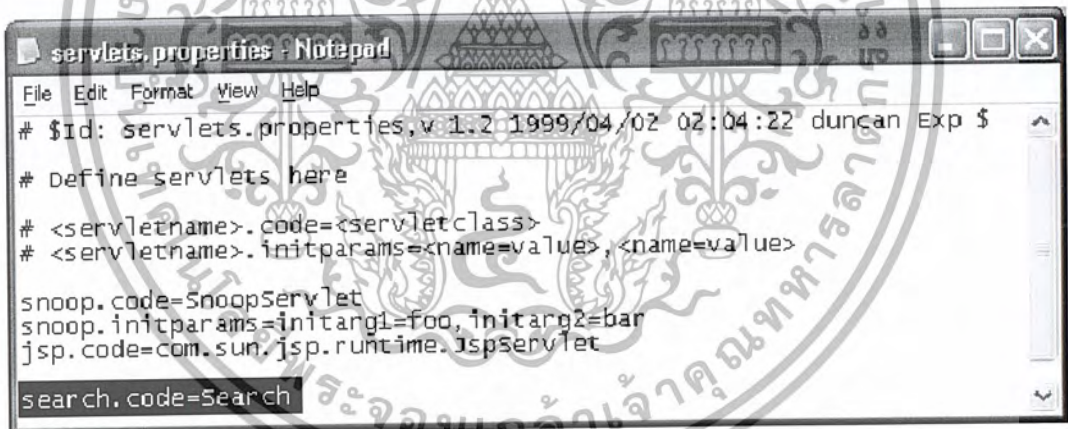 servlets.properties - Notepad
File Edit Format View Help
# $Id: servlets.properties,v 1.2 1999/04/02 02:04:22 duncan Exp $
# Define servlets here
# <servletname>.code=<servletclass>
# <servletname>.initparams=<name=value>,<name=value>
snoop.code=SnoopServlet
snoop.initparams=initarg1=foo,initarg2=bar
jsp.code=com.sun.jsp.runtime.JspServlet
search.code=Search